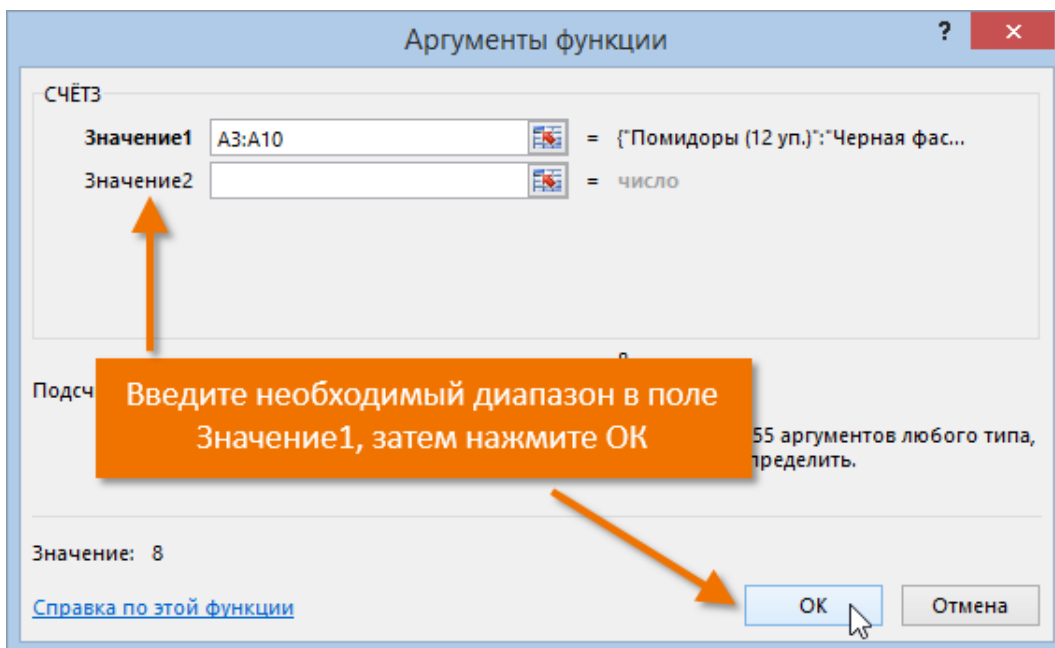 Аргументы функции ? ×
СЧЁТЗ
Значение1 A3:A10 = {"Помидоры (12 уп.)":"Черная фас...
Значение2 = число
Подсч
Введите необходимый диапазон в поле
Значение1, затем нажмите ОК
55 аргументов любого типа,
пределить.
Значение: 8
Справка по этой функции
ОК Отмена